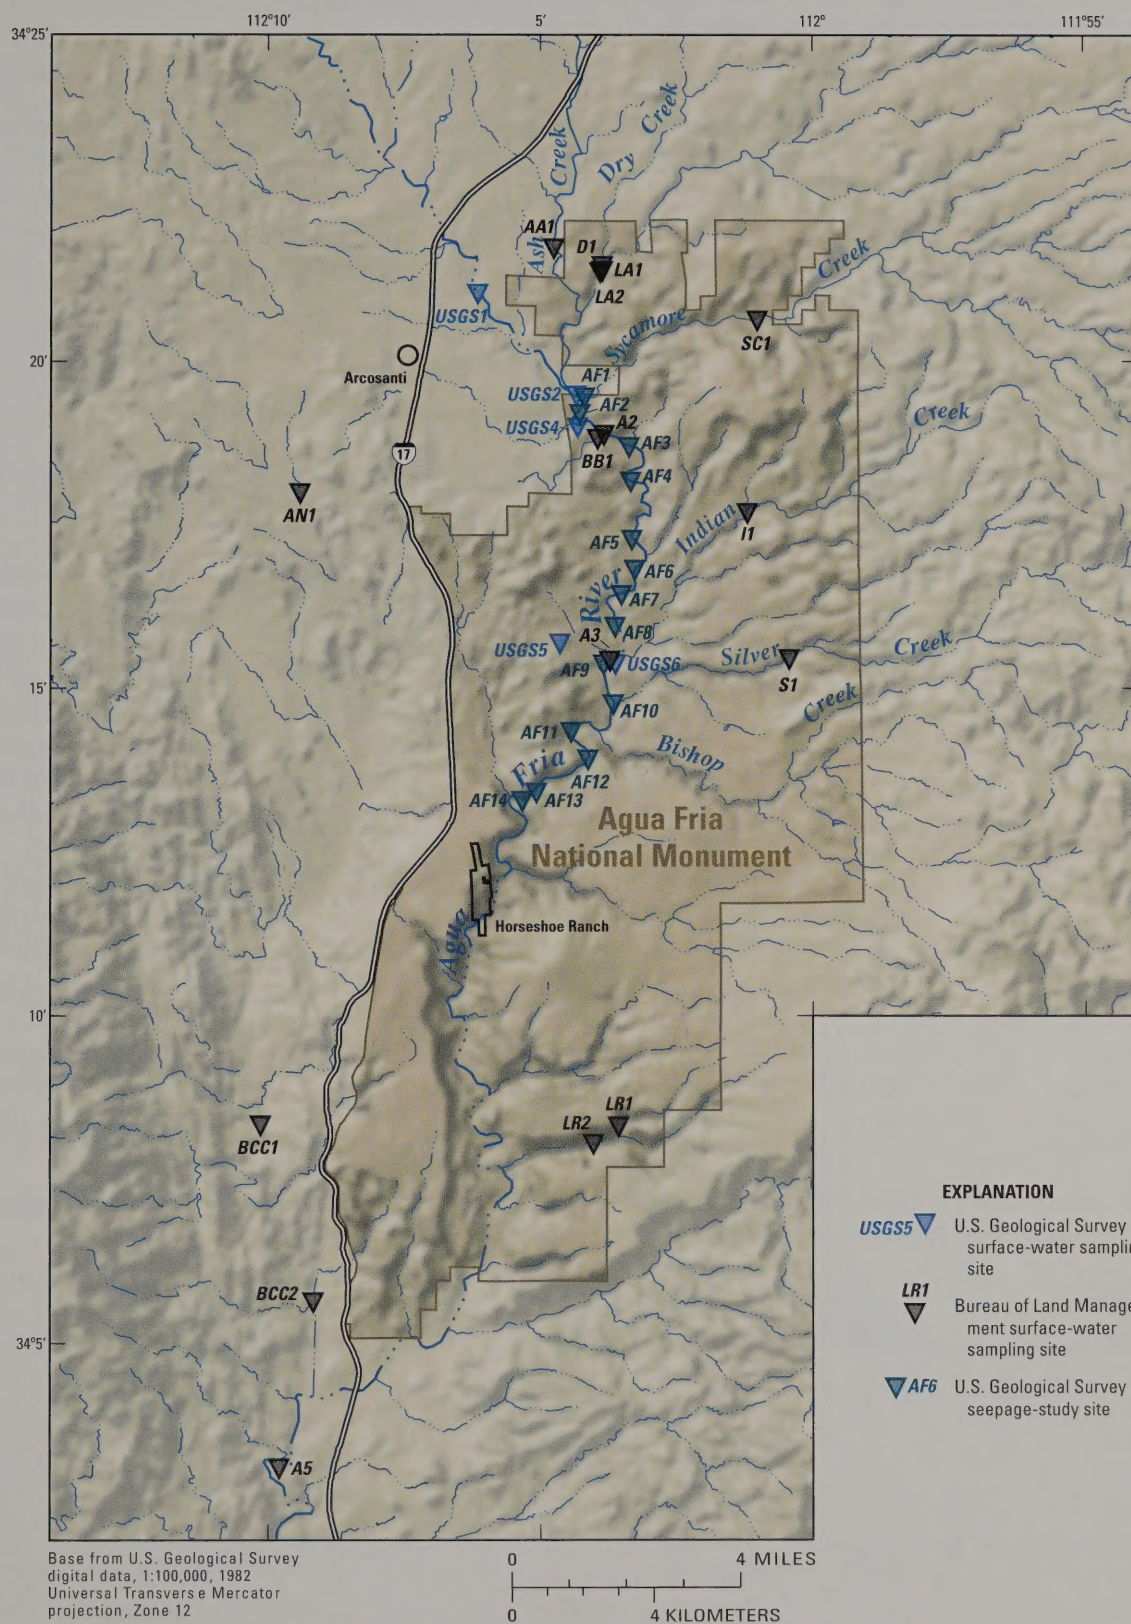 112°10'
5'
112°
111°55'
34°25'
Creek
Dry Creek
AA1
Ash
D1
LA1
LA2
Creek
USGS1
Sycamore
SC1
20'
Arcosanti
AF1
USGS2
AF2
USGS4
A2
Creek
17
BB1
AF3
AF4
AN1
Indian
I1
AF5
AF6
River
AF7
AF8
A3
USGS5
USGS6
Silver
Creek
AF9
S1
15'
AF10
Creek
AF11
Bishop
Fria
AF12
AF14
AF13
Agua Fria
National Monument
Agua
Horseshoe Ranch
10'
LR1
LR2
BCC1
EXPLANATION
USGS5 U.S. Geological Survey
surface-water samplin
site
LR1
Bureau of Land Manage
ment surface-water
sampling site
AF6 U.S. Geological Survey
seepage-study site
BCC2
34°5'
A5
Base from U.S. Geological Survey
digital data, 1:100,000, 1982
Universal Transverse Mercator
projection, Zone 12
0 4 MILES
0 4 KILOMETERS